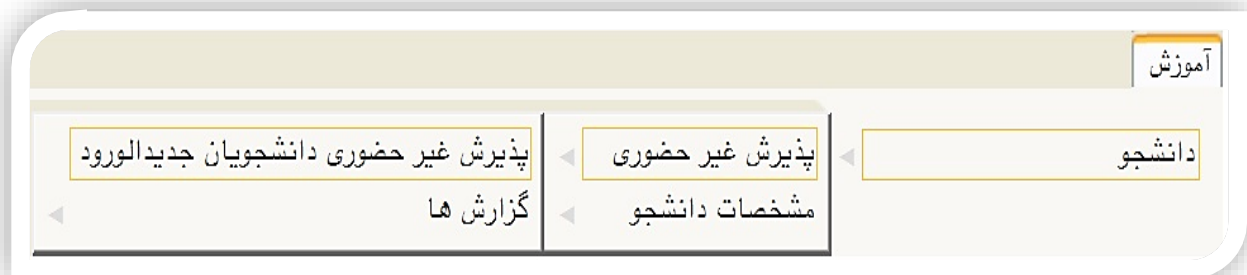 آموزش
دانشجو
پذیرش غیر حضوری
مشخصات دانشجو
پذیرش غیر حضوری دانشجویان جدیدالورود
گزارش ها